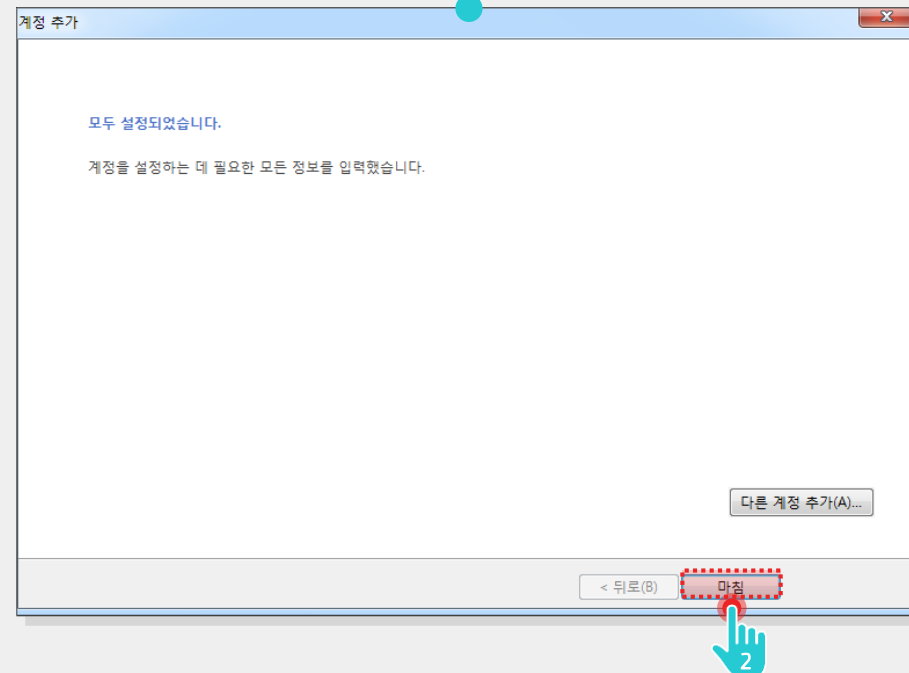 계정 추가
모두 설정되었습니다.
계정을 설정하는 데 필요한 모든 정보를 입력했습니다.
다른 계정 추가(A)...
< 뒤로(B)
마침
2